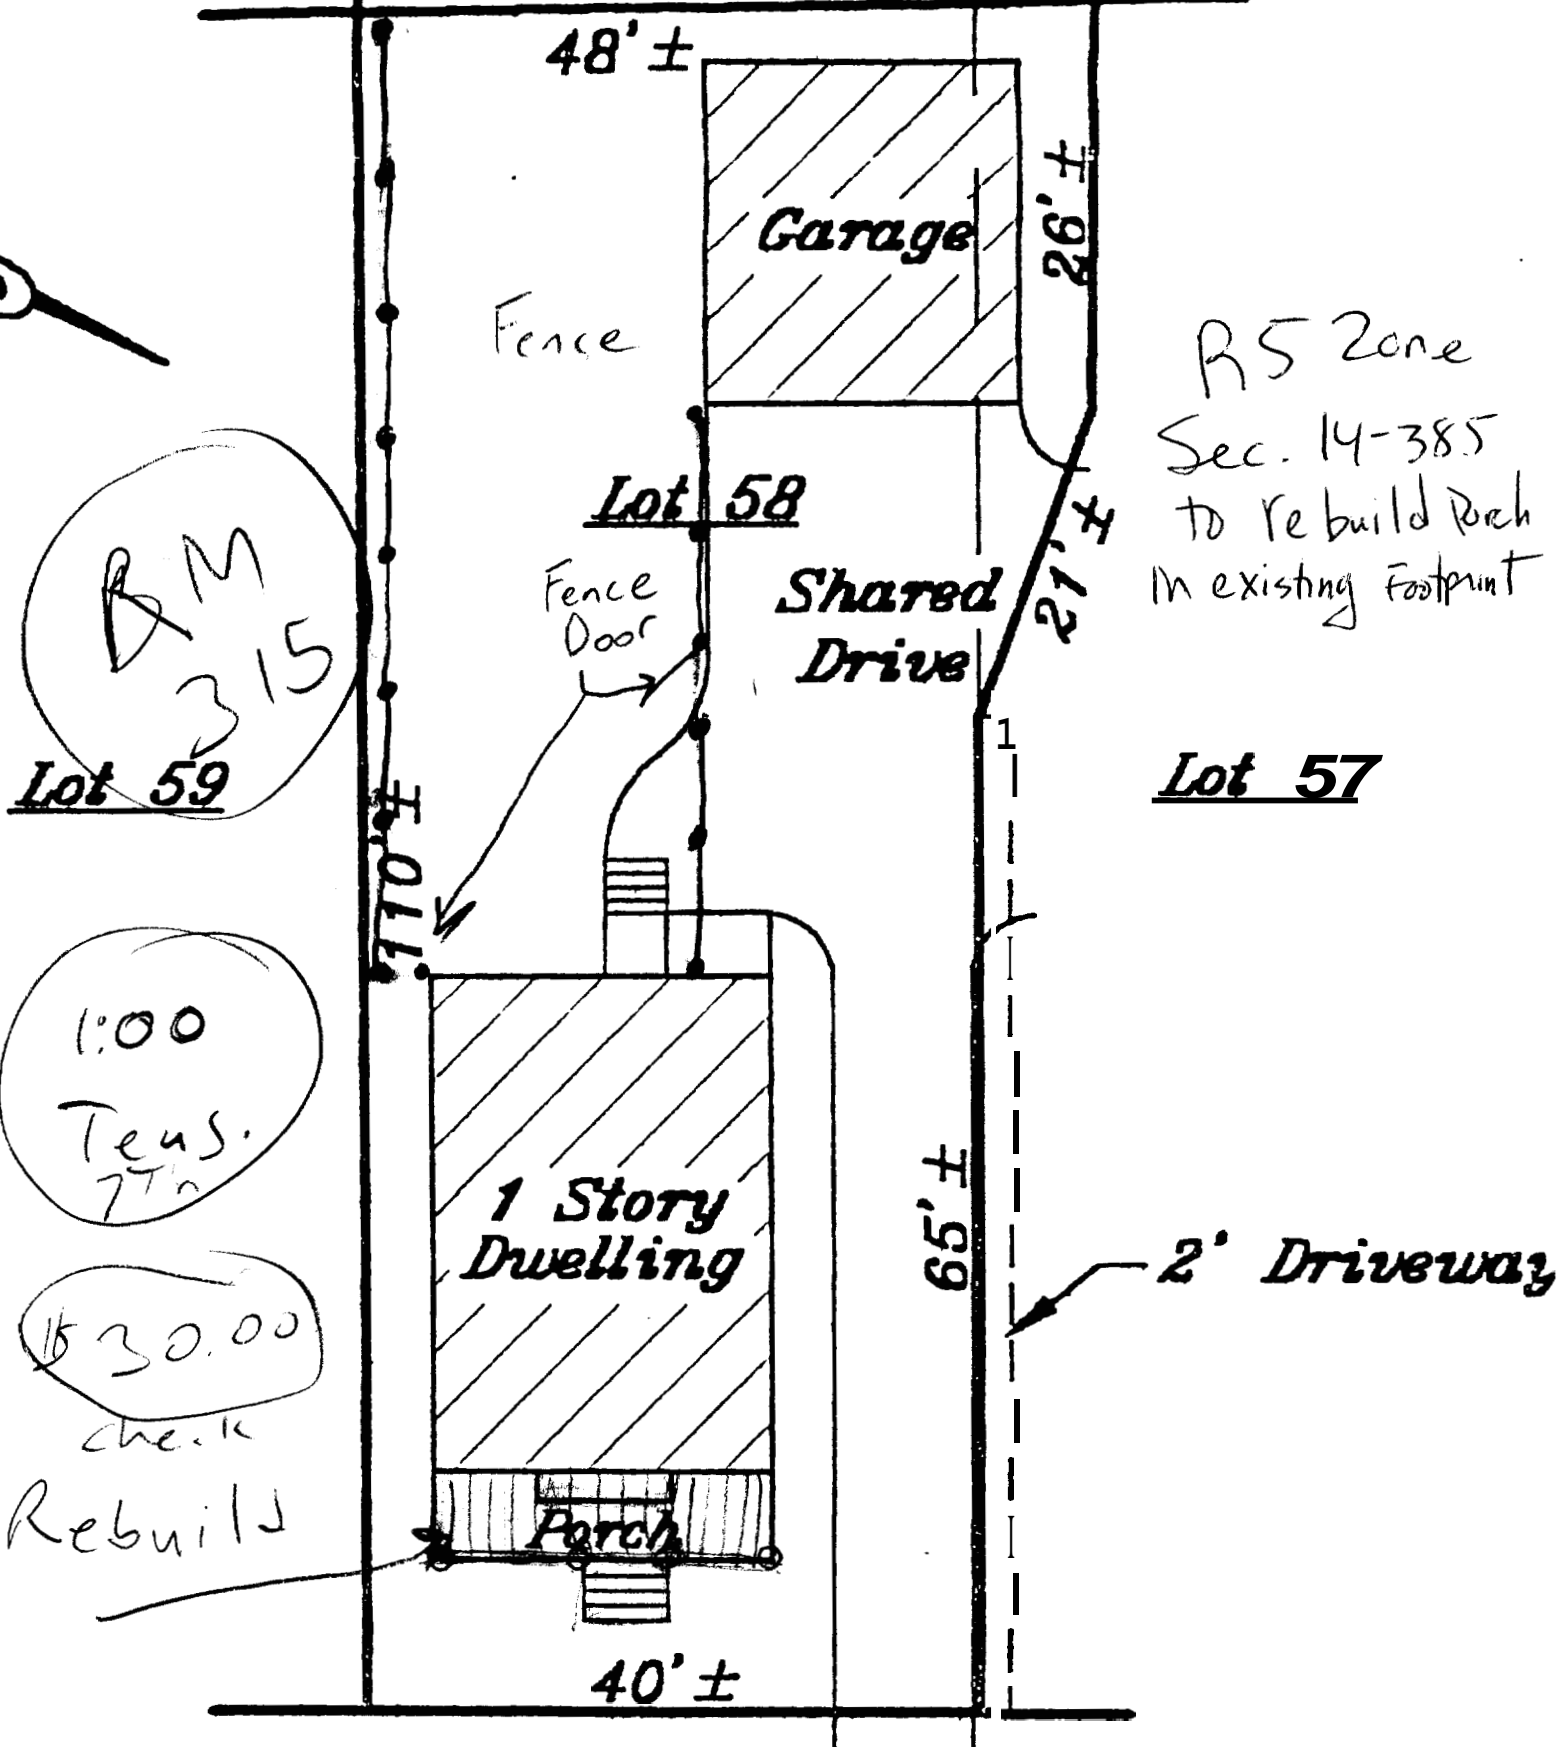 48'±
Garage
26'±
Fence
R5 Zone
Sec. 14-385
to rebuild Porch
in existing Footprint
Lot 58
21'±
RM
315
Fence
Door
Shared
Drive
1
Lot 59
Lot 57
110'±
1:00
7Th
1 Story
Dwelling
65'±
2' Driveway
$30.00
check
Rebuild
Porch
40'±